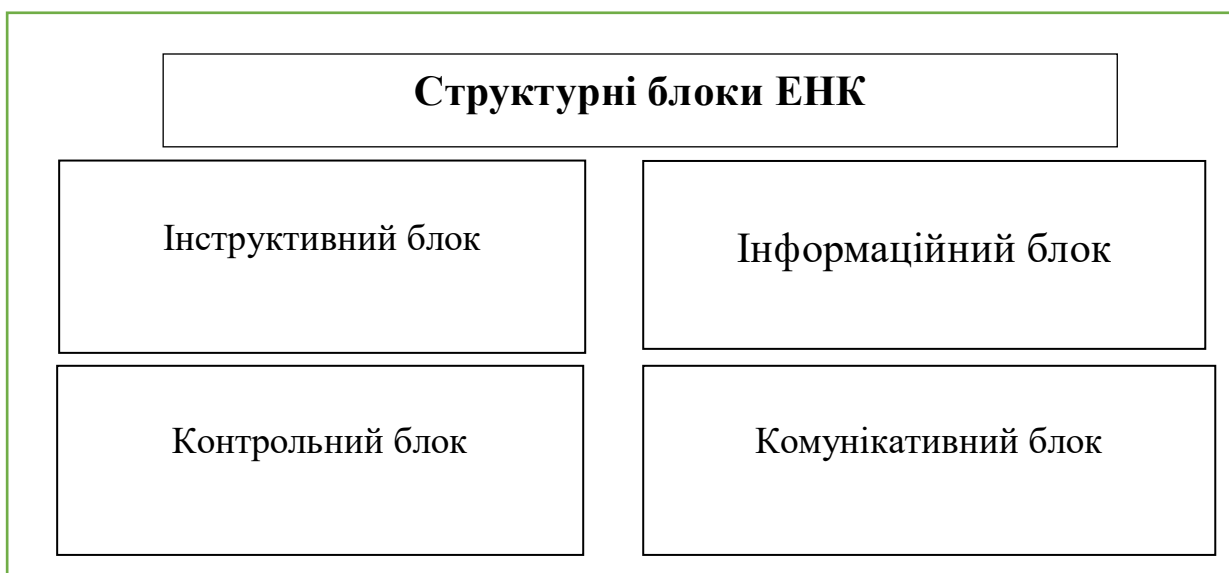 Структурні блоки ЕНК
Інструктивний блок
Інформаційний блок
Контрольний блок
Комунікативний блок